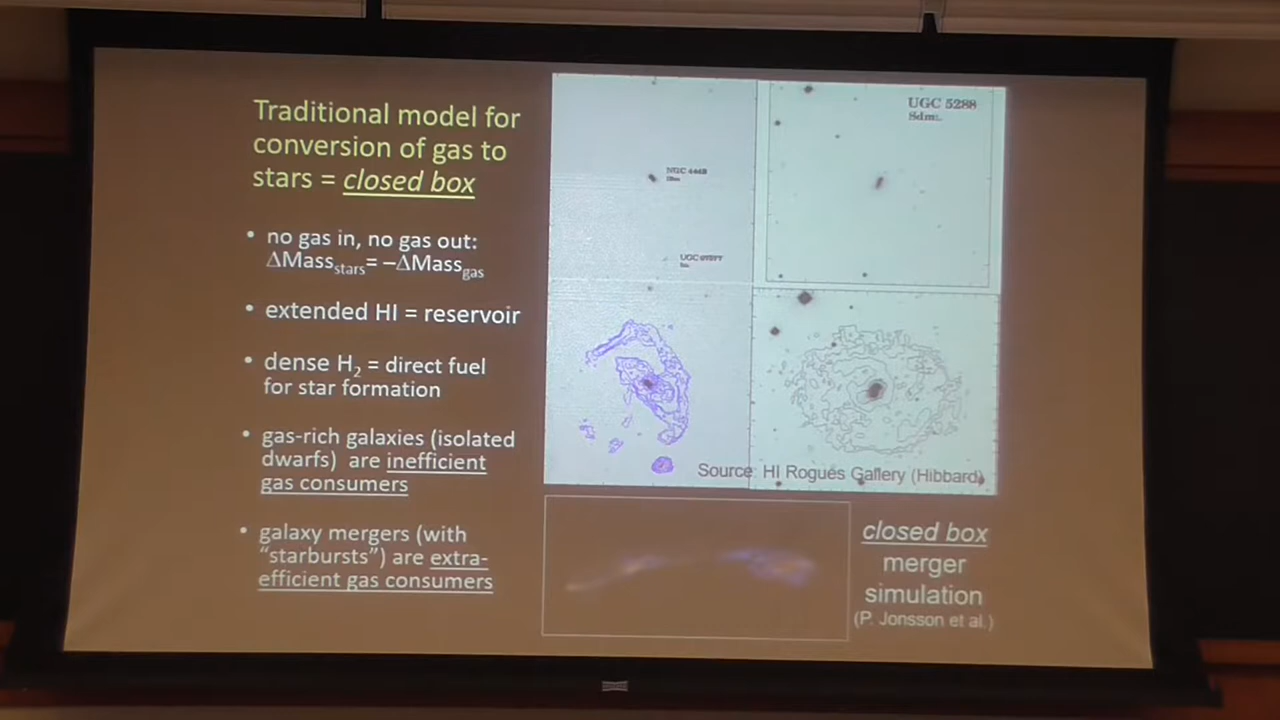 Traditional model for
conversion of gas to
stars = closed box
• no gas in, no gas out:
ΔMass_stars = –ΔMass_gas
• extended HI = reservoir
• dense H₂ = direct fuel
for star formation
• gas-rich galaxies (isolated
dwarfs) are inefficient
gas consumers
• galaxy mergers (with
“starbursts”) are extra-
efficient gas consumers
UGC 5288
Sdm:.
Source: HI Rogues Gallery (Hibbard)
closed box
merger
simulation
(P. Jonsson et al.)